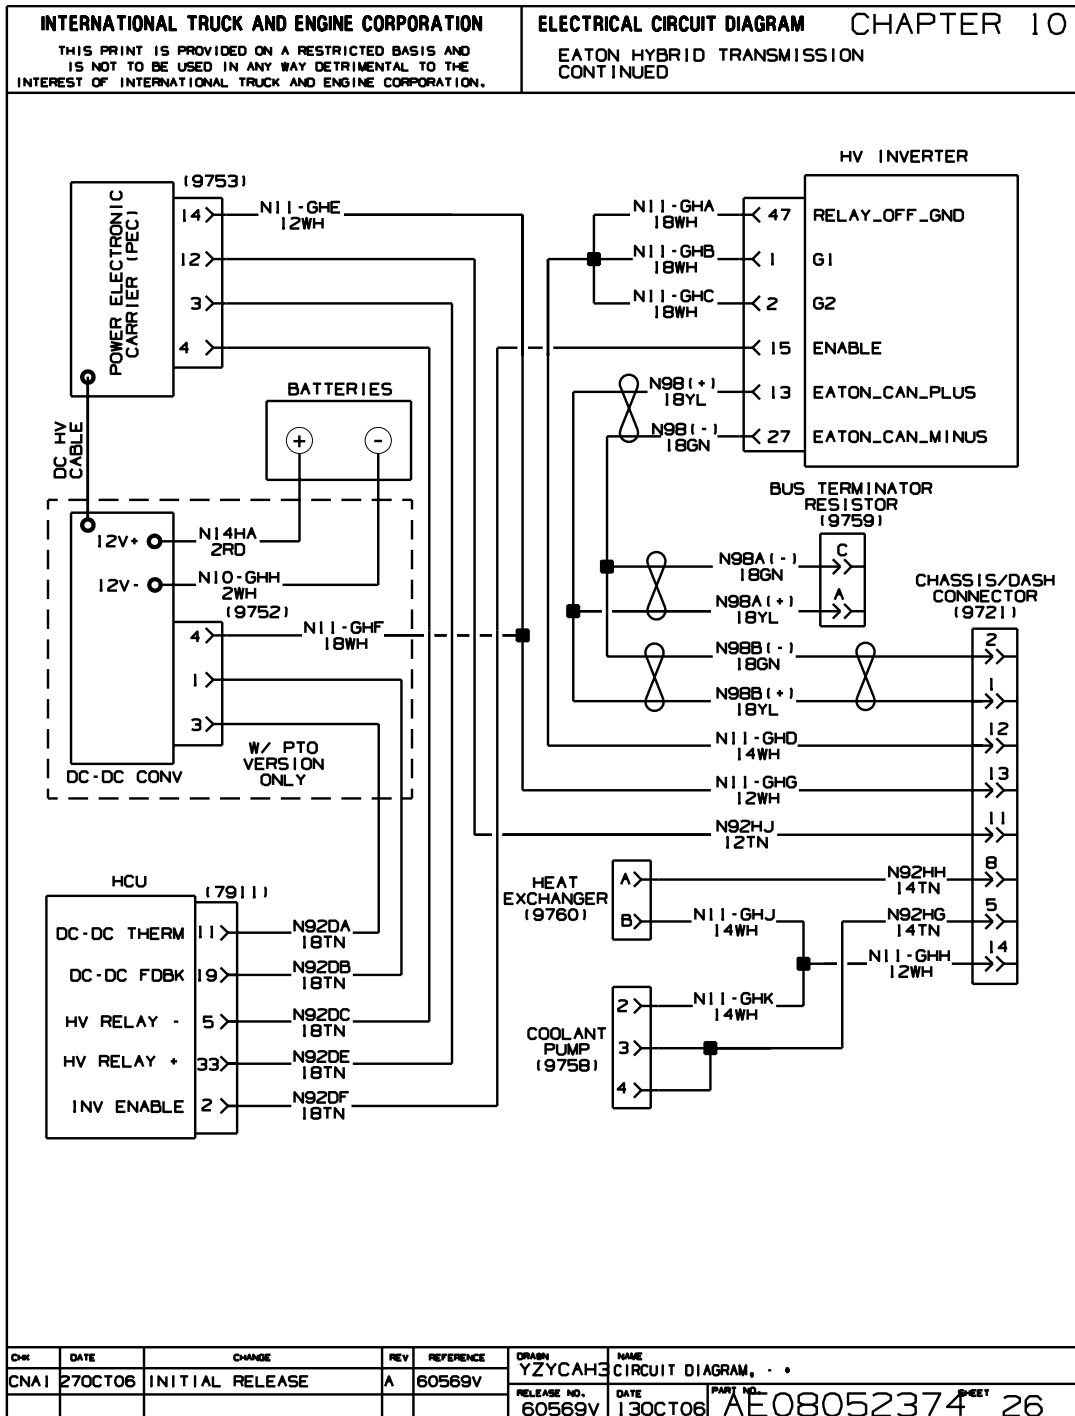 INTERNATIONAL TRUCK AND ENGINE CORPORATION
THIS PRINT IS PROVIDED ON A RESTRICTED BASIS AND
IS NOT TO BE USED IN ANY WAY DETRIMENTAL TO THE
INTEREST OF INTERNATIONAL TRUCK AND ENGINE CORPORATION.
ELECTRICAL CIRCUIT DIAGRAM CHAPTER 10
EATON HYBRID TRANSMISSION
CONTINUED
HV INVERTER
(9753)
POWER ELECTRONIC
CARRIER (PEC)
14
12
3
4
N11-GHE
12WH
N11-GHA
18WH
47 RELAY_OFF_GND
N11-GHB
18WH
1 G1
N11-GHC
18WH
2 G2
15 ENABLE
N98(+)
18YL
13 EATON_CAN_PLUS
N98(-)
18GN
27 EATON_CAN_MINUS
DC HV
CABLE
BATTERIES
+
-
BUS TERMINATOR
RESISTOR
(9759)
N98A(-)
18GN
C
N98A(+)
18YL
A
12V+
N14HA
2RD
12V-
N10-GHH
2WH
(9752)
4
N11-GHF
18WH
1
3
W/ PTO
VERSION
ONLY
DC-DC CONV
CHASSIS/DASH
CONNECTOR
(9721)
N98B(-)
18GN
2
N98B(+)
18YL
1
N11-GHD
14WH
12
N11-GHG
12WH
13
N92HJ
12TN
11
HEAT
EXCHANGER
(9760)
A
N92HH
14TN
8
B
N11-GHJ
14WH
N92HG
14TN
5
N11-GHH
12WH
14
COOLANT
PUMP
(9758)
2
N11-GHK
14WH
3
4
HCU
(7911)
DC-DC THERM 11
N92DA
18TN
DC-DC FDBK 19
N92DB
18TN
HV RELAY - 5
N92DC
18TN
HV RELAY + 33
N92DE
18TN
INV ENABLE 2
N92DF
18TN
CHK DATE CHANGE REV REFERENCE
CNA1 27OCT06 INITIAL RELEASE A 60569V
DRAWN
YZYCAH3
NAME
CIRCUIT DIAGRAM, - •
RELEASE NO.
60569V
DATE
13OCT06
PART NO.
AE08052374
SHEET
26